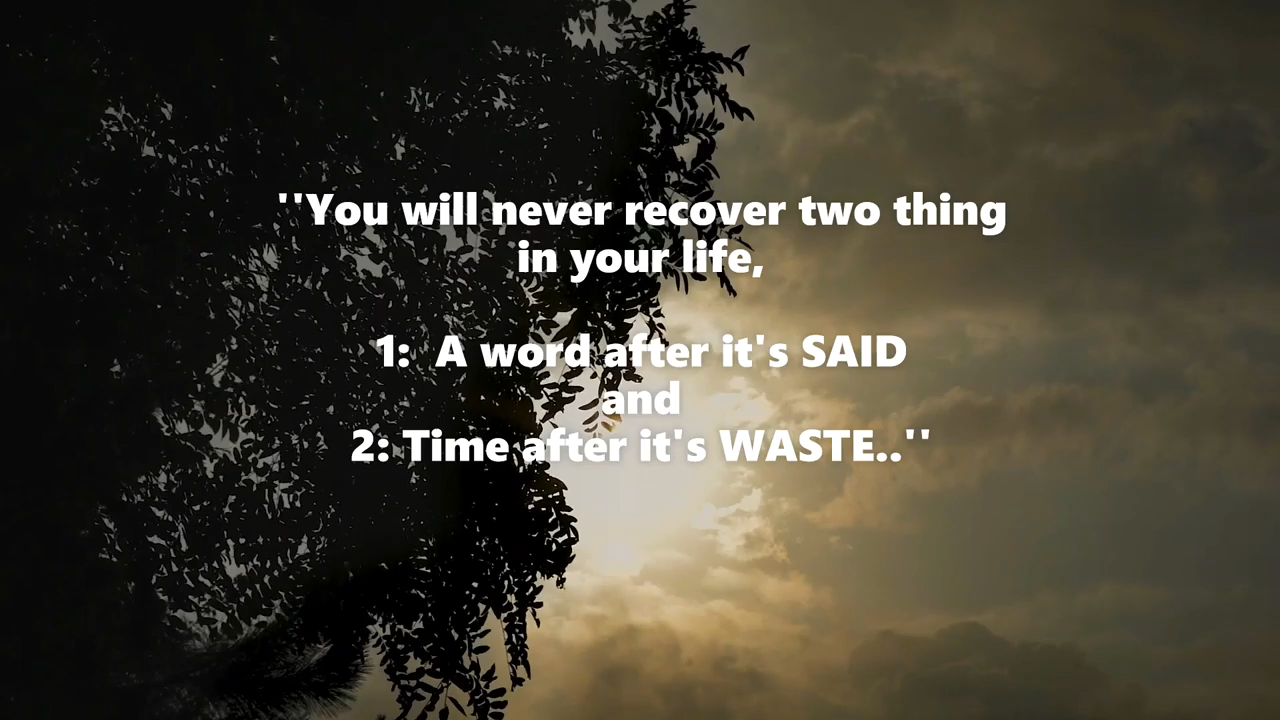 ''You will never recover two thing
in your life,
1:  A word after it's SAID
and
2: Time after it's WASTE..''